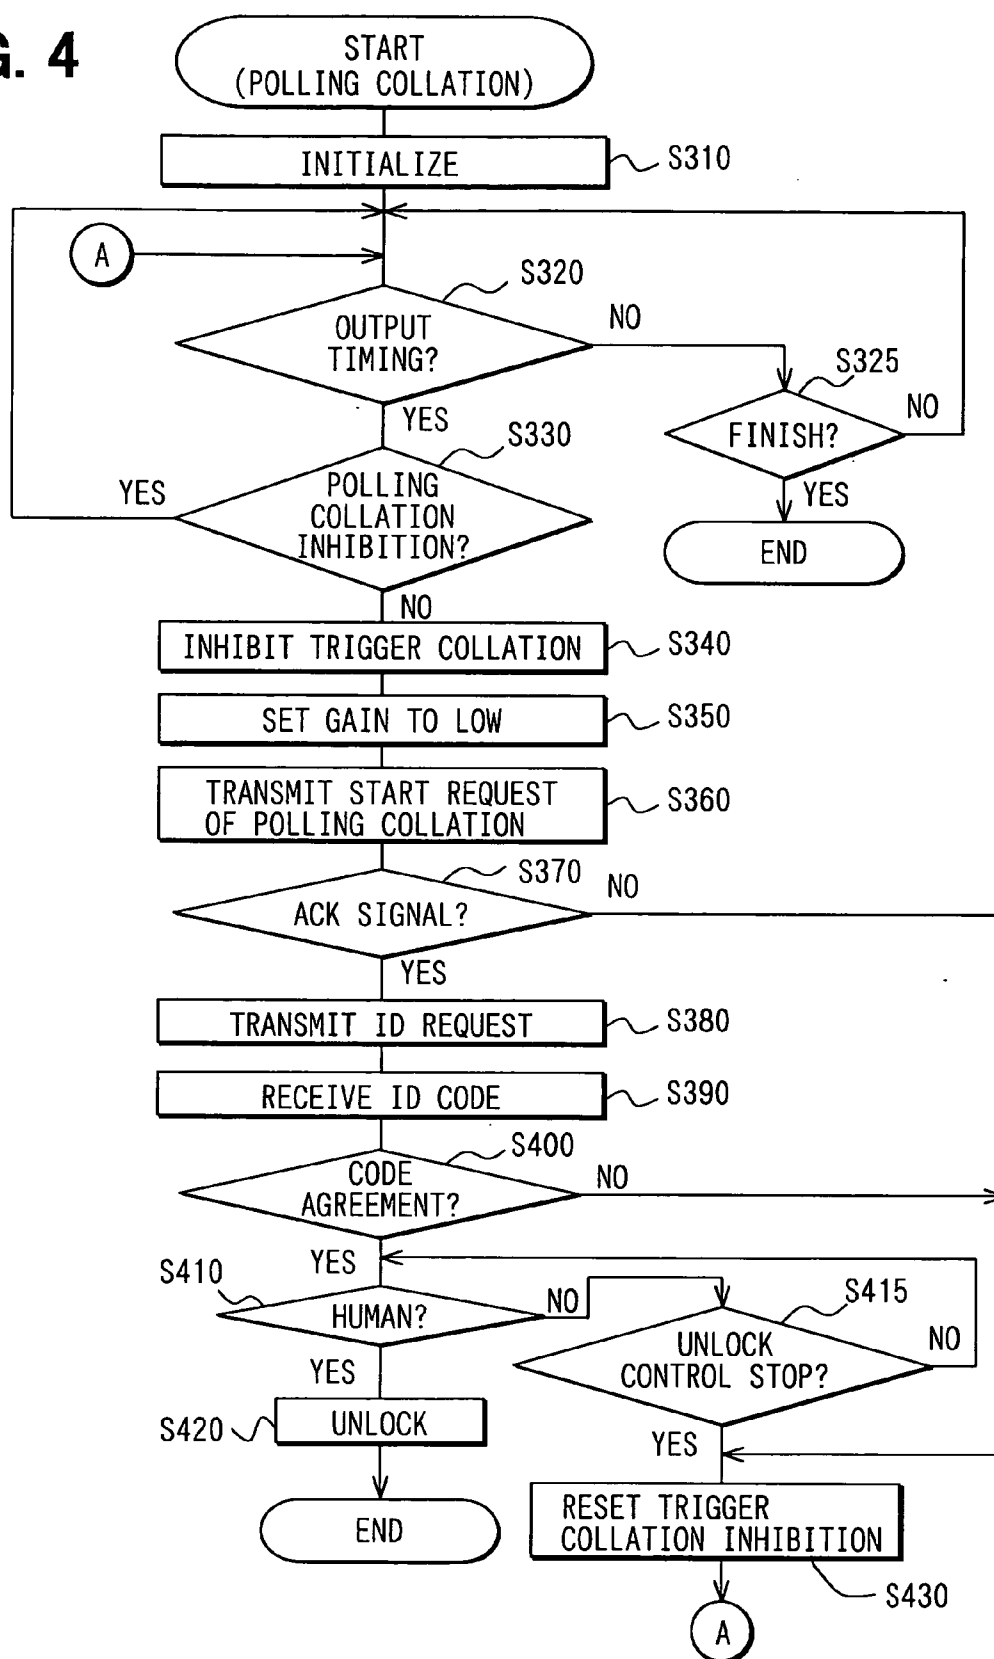 G. 4
START
(POLLING COLLATION)
INITIALIZE
S310
A
S320
OUTPUT
TIMING?
NO
S325
FINISH?
NO
YES
END
YES
S330
POLLING
COLLATION
INHIBITION?
YES
NO
INHIBIT TRIGGER COLLATION
S340
SET GAIN TO LOW
S350
TRANSMIT START REQUEST
OF POLLING COLLATION
S360
S370
ACK SIGNAL?
NO
YES
TRANSMIT ID REQUEST
S380
RECEIVE ID CODE
S390
S400
CODE
AGREEMENT?
NO
YES
S410
HUMAN?
NO
S415
UNLOCK
CONTROL STOP?
NO
YES
S420
UNLOCK
END
YES
RESET TRIGGER
COLLATION INHIBITION
S430
A